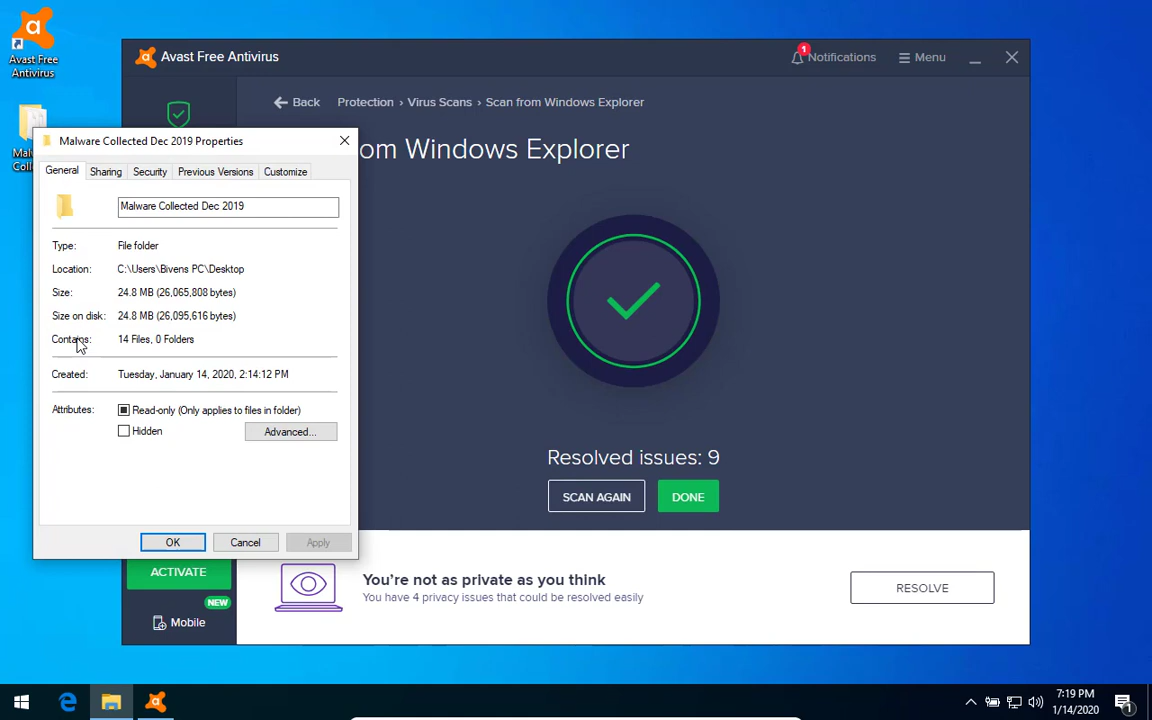 Avast Free
Antivirus
Avast Free Antivirus
1
Notifications
Menu
Back Protection › Virus Scans › Scan from Windows Explorer
om Windows Explorer
Resolved issues: 9
SCAN AGAIN
DONE
You're not as private as you think
You have 4 privacy issues that could be resolved easily
RESOLVE
ACTIVATE
NEW
Mobile
Malware Collected Dec 2019 Properties
General Sharing Security Previous Versions Customize
Malware Collected Dec 2019
Type: File folder
Location: C:\Users\Bivens PC\Desktop
Size: 24.8 MB (26,065,808 bytes)
Size on disk: 24.8 MB (26,095,616 bytes)
Contains: 14 Files, 0 Folders
Created: Tuesday, January 14, 2020, 2:14:12 PM
Attributes: Read-only (Only applies to files in folder)
Hidden
Advanced...
OK Cancel Apply
7:19 PM
1/14/2020
1